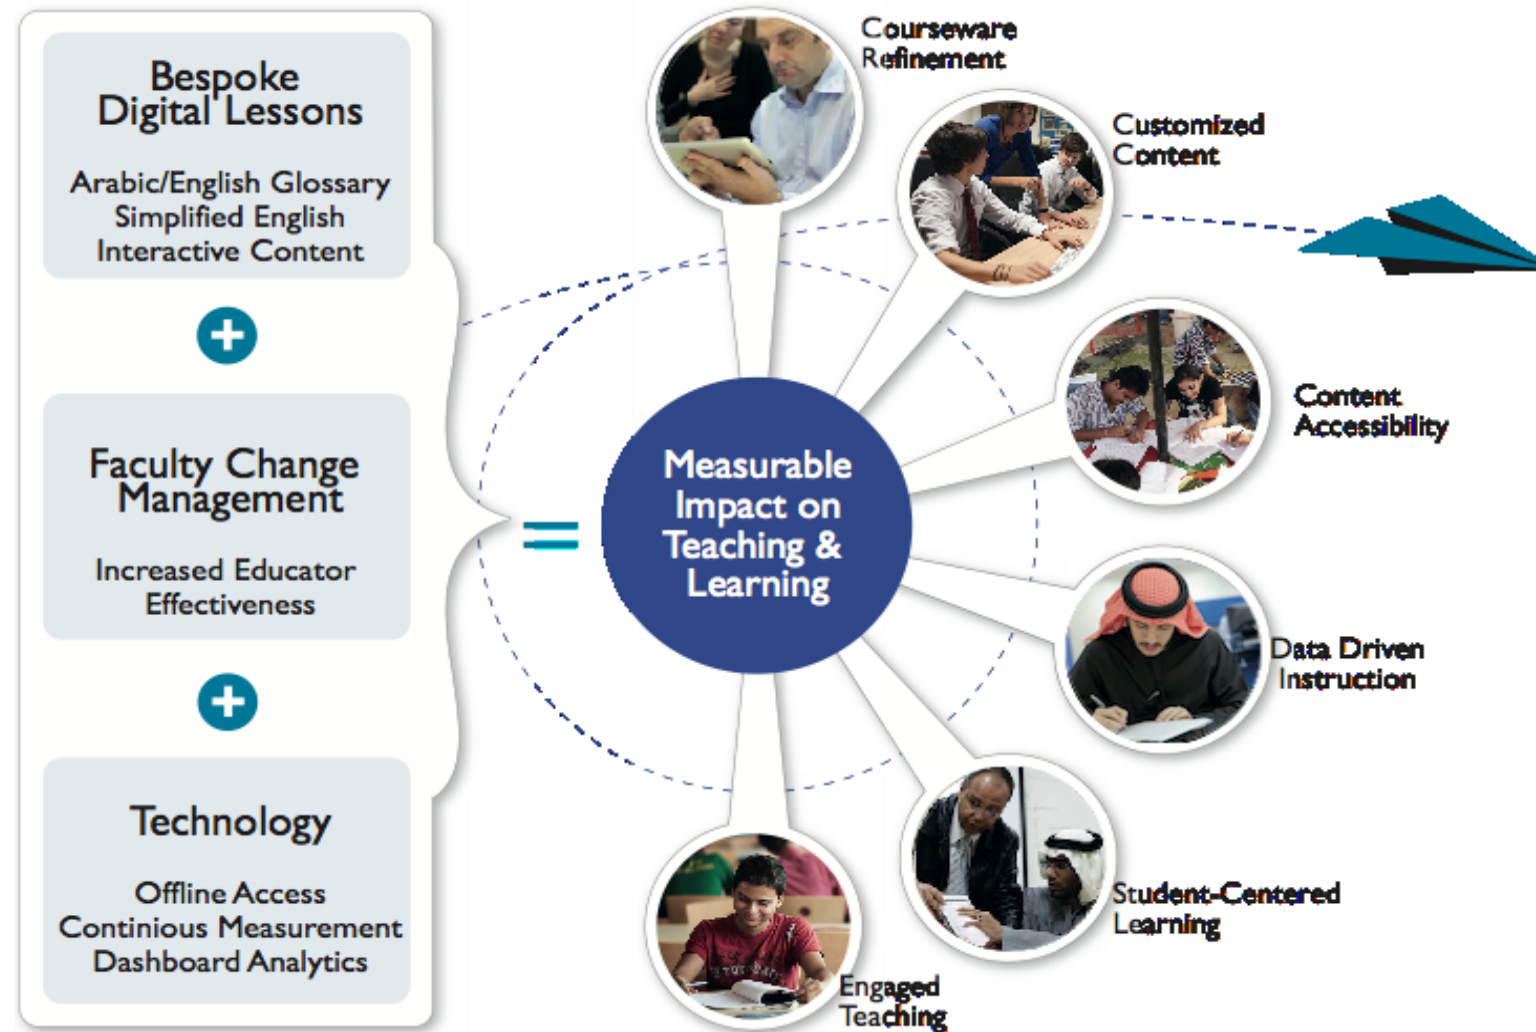 Bespoke
Digital Lessons
Arabic/English Glossary
Simplified English
Interactive Content
+
Faculty Change
Management
Increased Educator
Effectiveness
+
Technology
Offline Access
Continious Measurement
Dashboard Analytics
=
Measurable
Impact on
Teaching &
Learning
Courseware
Refinement
Customized
Content
Content
Accessibility
Data Driven
Instruction
Student-Centered
Learning
Engaged
Teaching